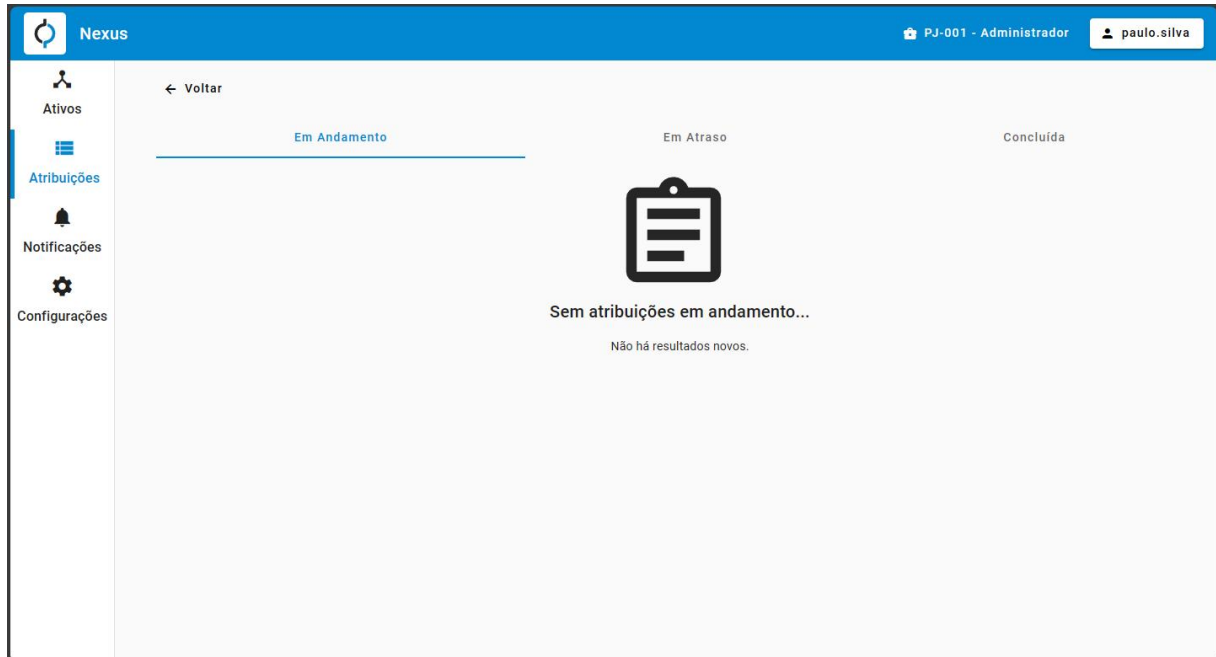 Nexus
PJ-001 - Administrador
paulo.silva
Ativos
Atribuições
Notificações
Configurações
Voltar
Em Andamento
Em Atraso
Concluída
Sem atribuições em andamento...
Não há resultados novos.